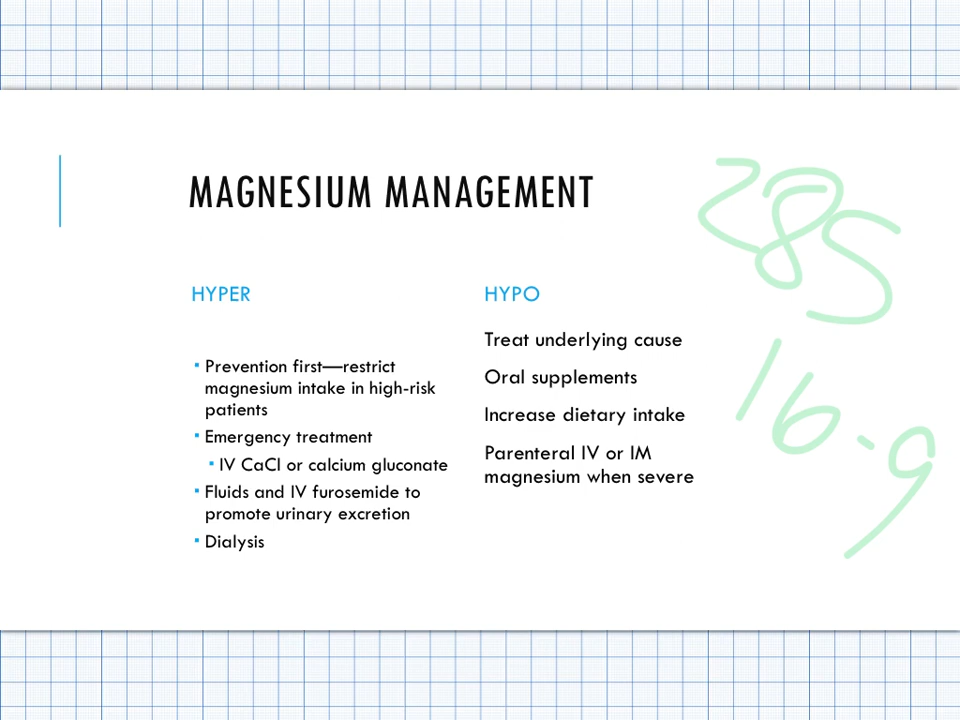 MAGNESIUM MANAGEMENT
HYPER
Prevention first—restrict
magnesium intake in high-risk
patients
Emergency treatment
IV CaCl or calcium gluconate
Fluids and IV furosemide to
promote urinary excretion
Dialysis
HYPO
Treat underlying cause
Oral supplements
Increase dietary intake
Parenteral IV or IM
magnesium when severe
285
16-9